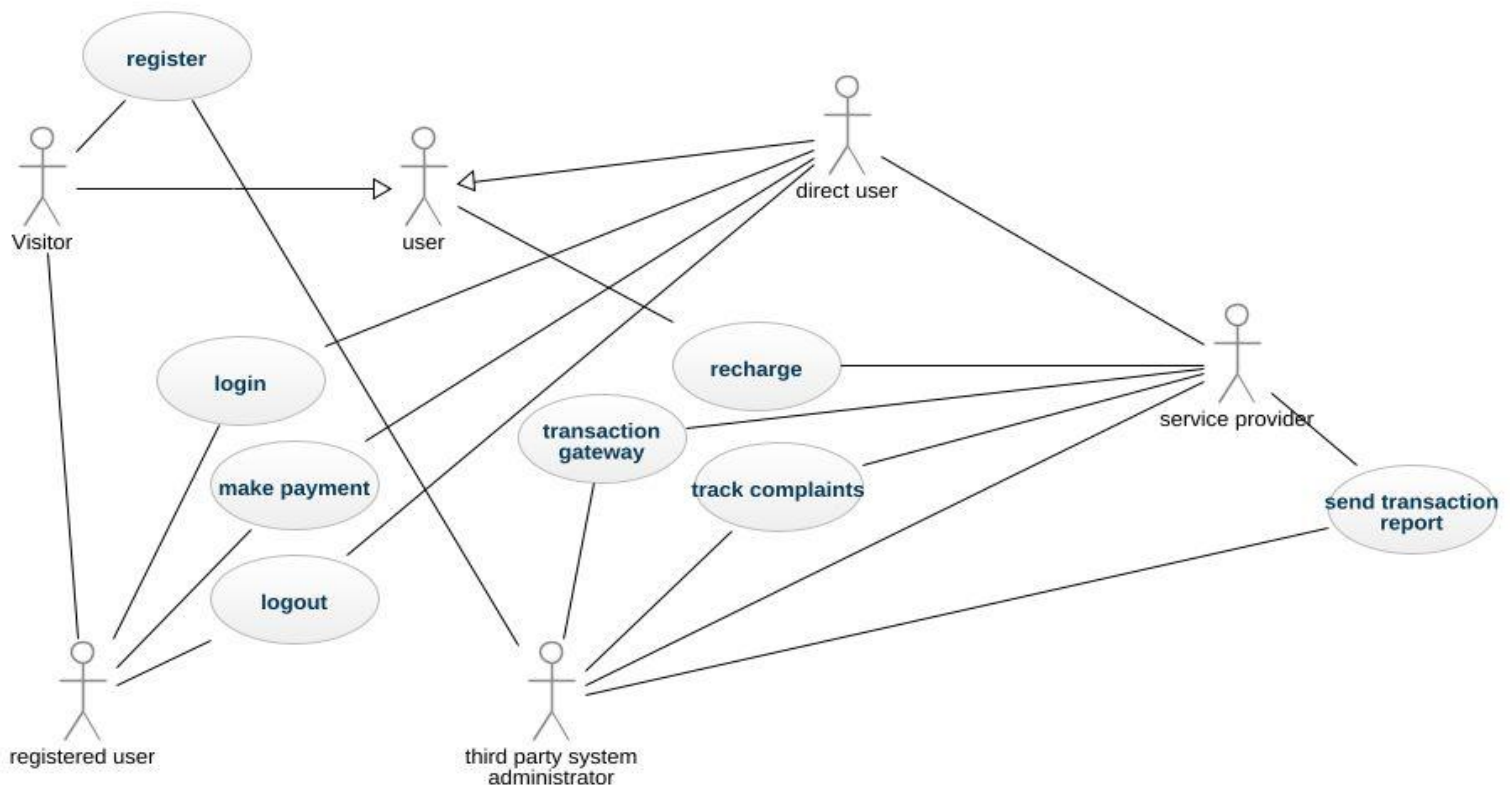 register
Visitor
user
direct user
login
recharge
service provider
transaction
gateway
make payment
track complaints
send transaction
report
logout
registered user
third party system
administrator